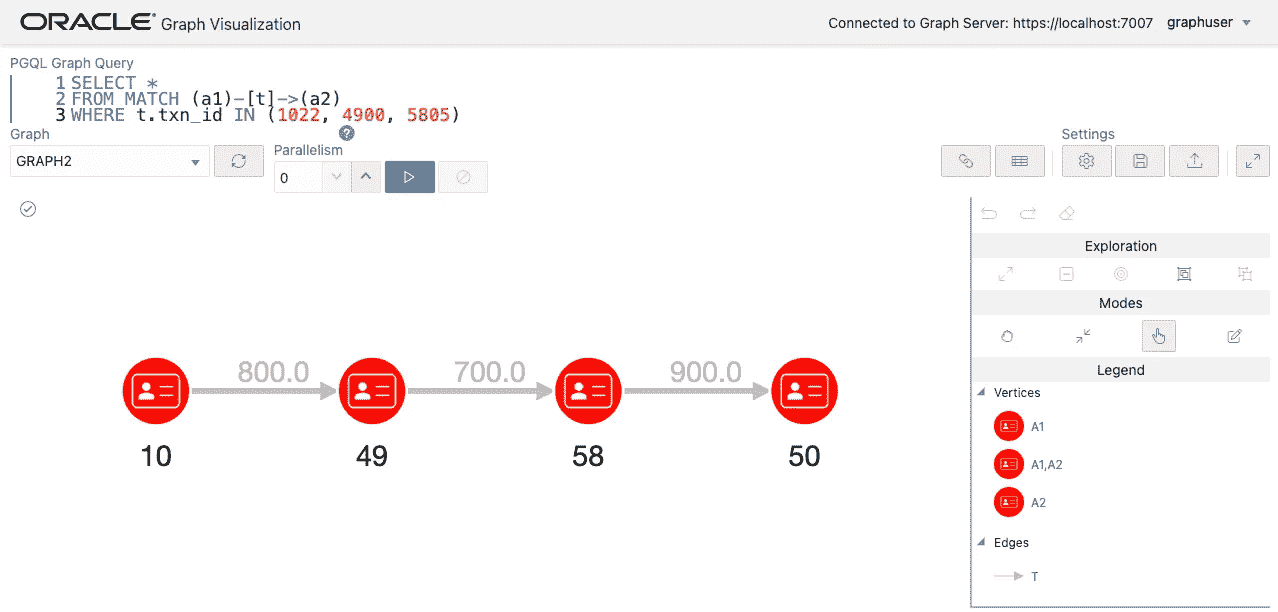 ORACLE® Graph Visualization
Connected to Graph Server: https://localhost:7007 graphuser
PGQL Graph Query
1 SELECT *
2 FROM MATCH (a1)-[t]->(a2)
3 WHERE t.txn_id IN (1022, 4900, 5805)
Graph
?
Parallelism
Settings
GRAPH2
0
Exploration
Modes
Legend
Vertices
A1
A1,A2
A2
Edges
T
800.0 700.0 900.0
10 49 58 50